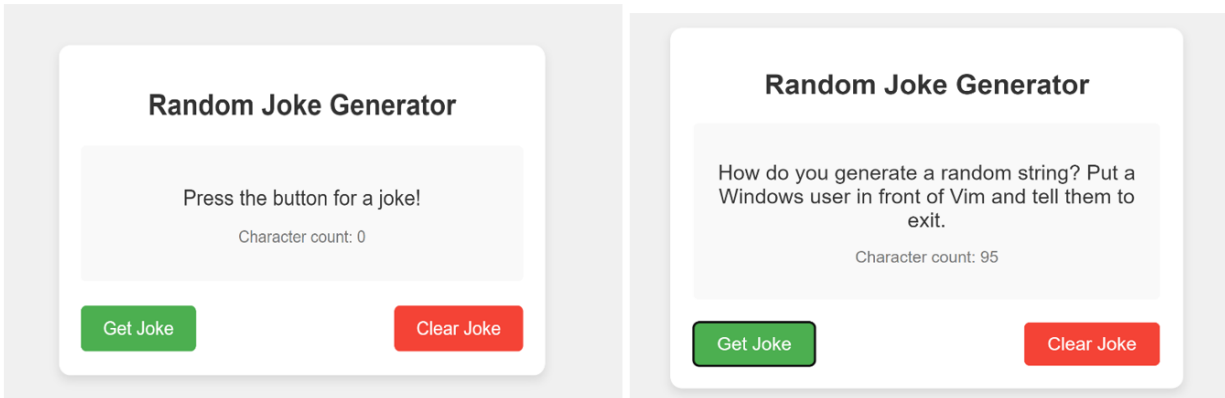 Random Joke Generator
Press the button for a joke!
Character count: 0
Get Joke
Clear Joke
Random Joke Generator
How do you generate a random string? Put a
Windows user in front of Vim and tell them to
exit.
Character count: 95
Get Joke
Clear Joke